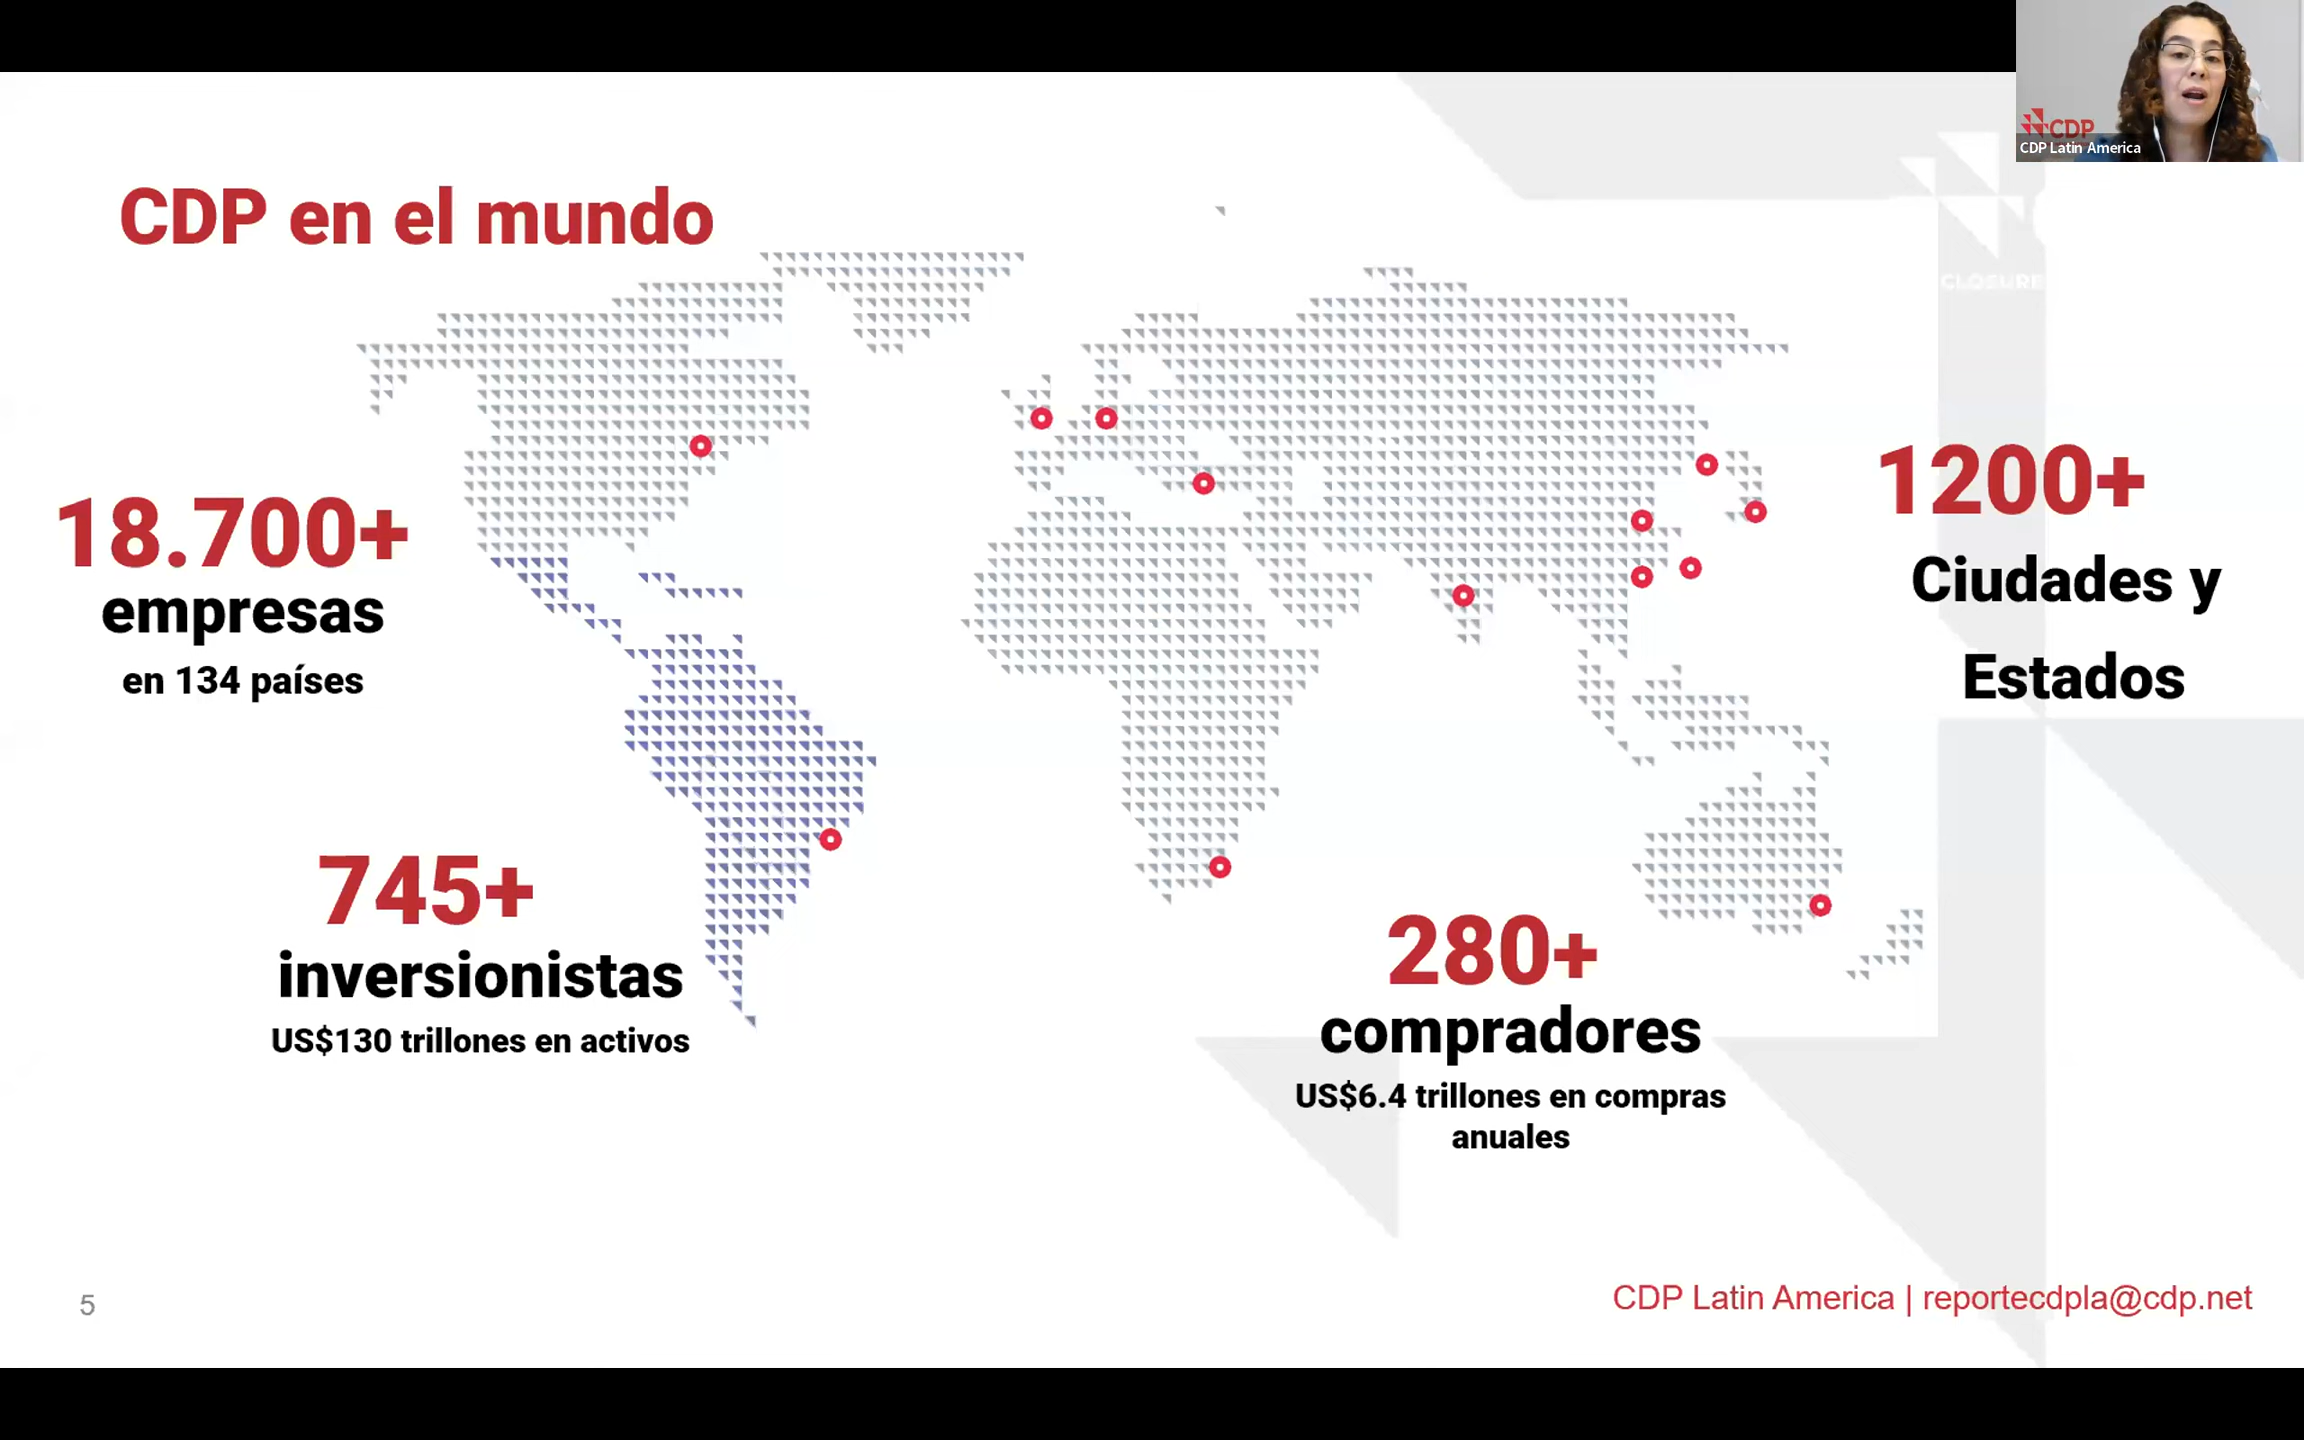 CDP
CDP Latin America
CDP en el mundo
CLOSURE
18.700+
empresas
en 134 países
1200+
Ciudades y
Estados
745+
inversionistas
US$130 trillones en activos
280+
compradores
US$6.4 trillones en compras
anuales
5
CDP Latin America | reportecdpla@cdp.net